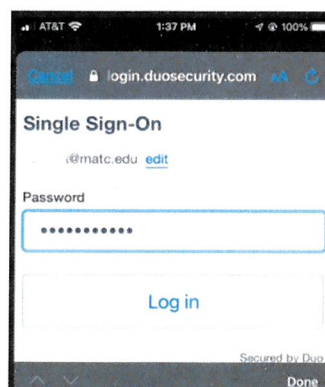 AT&T 1:37 PM 100%
Cancel login.duosecurity.com AA
Single Sign-On
@matc.edu edit
Password
•••••••••••
Log in
Secured by Duo
Done